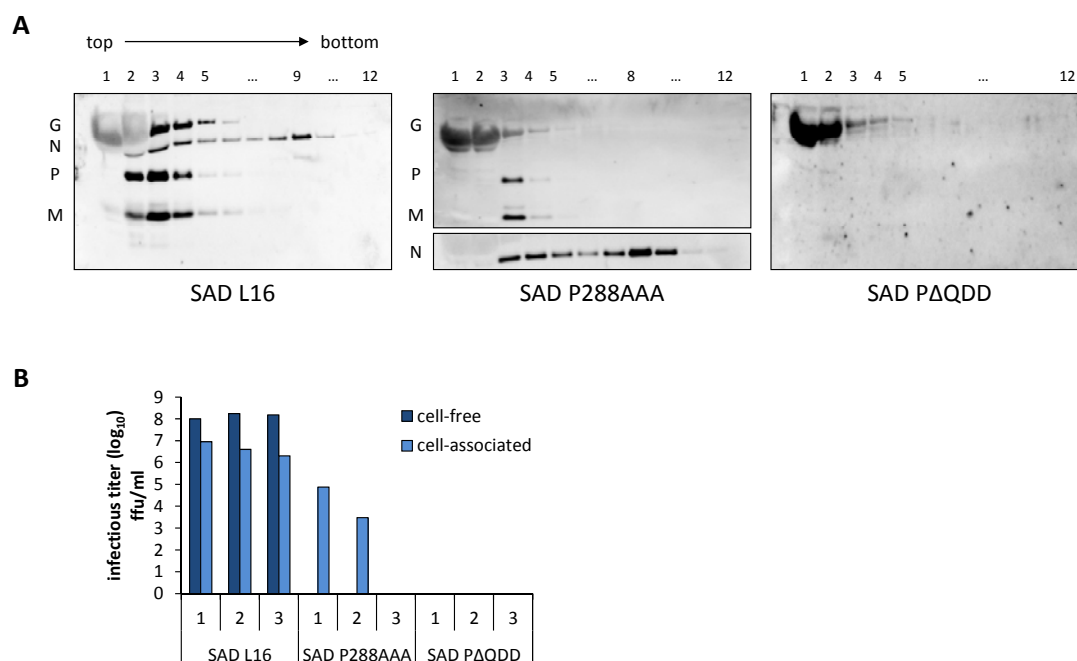 A
top bottom
1 2 3 4 5 ... 9 ... 12
1 2 3 4 5 ... 8 ... 12
1 2 3 4 5 ... 12
G
N
P
M
G
P
M
N
SAD L16
SAD P288AAA
SAD PΔQDD
B
infectious titer (log10)
ffu/ml
9
8
7
6
5
4
3
2
1
0
cell-free
cell-associated
1 2 3 1 2 3 1 2 3
SAD L16 SAD P288AAA SAD PΔQDD